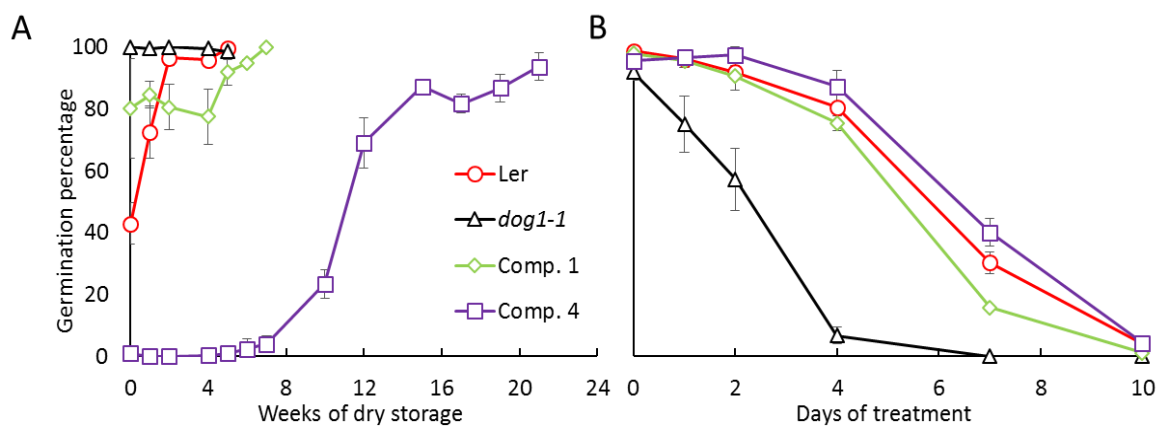 A
B
Germination percentage
100
80
60
40
20
0
Ler
dog1-1
Comp. 1
Comp. 4
0 4 8 12 16 20 24
Weeks of dry storage
0 2 4 6 8 10
Days of treatment